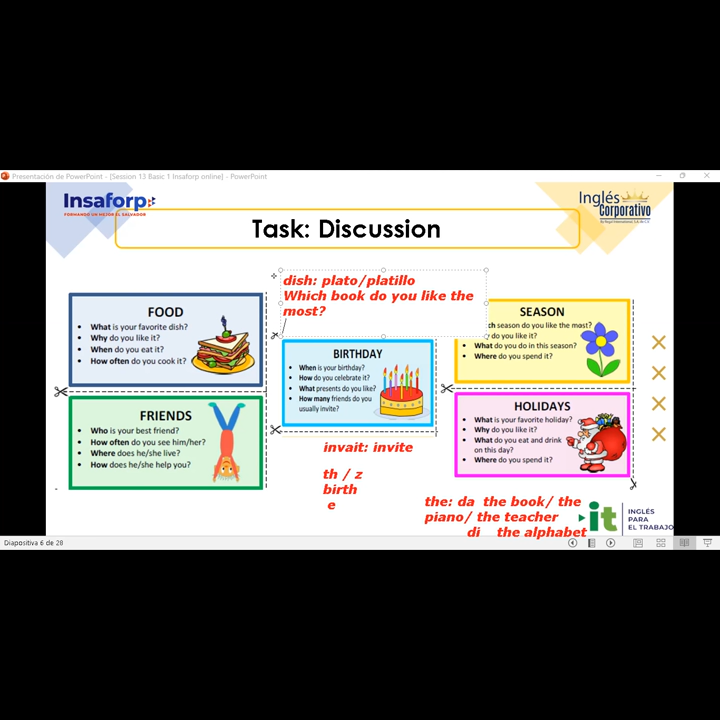 Presentación de PowerPoint - [Session 13 Basic 1 Insaforp online] - PowerPoint
Insaforp
FORMANDO UN MEJOR EL SALVADOR
Inglés
Corporativo
Task: Discussion
dish: plato/platillo
Which book do you like the
most?
FOOD
What is your favorite dish?
Why do you like it?
When do you eat it?
How often do you cook it?
BIRTHDAY
When is your birthday?
How do you celebrate it?
What presents do you like?
How many friends do you
usually invite?
SEASON
season do you like the most?
do you like it?
What do you do in this season?
Where do you spend it?
FRIENDS
Who is your best friend?
How often do you see him/her?
Where does he/she live?
How does he/she help you?
HOLIDAYS
What is your favorite holiday?
Why do you like it?
What do you eat and drink
on this day?
Where do you spend it?
invait: invite
th / z
birth
e
the: da the book/ the
piano/ the teacher
di the alphabet
it
INGLÉS
PARA
EL TRABAJO
Diapositiva 6 de 28